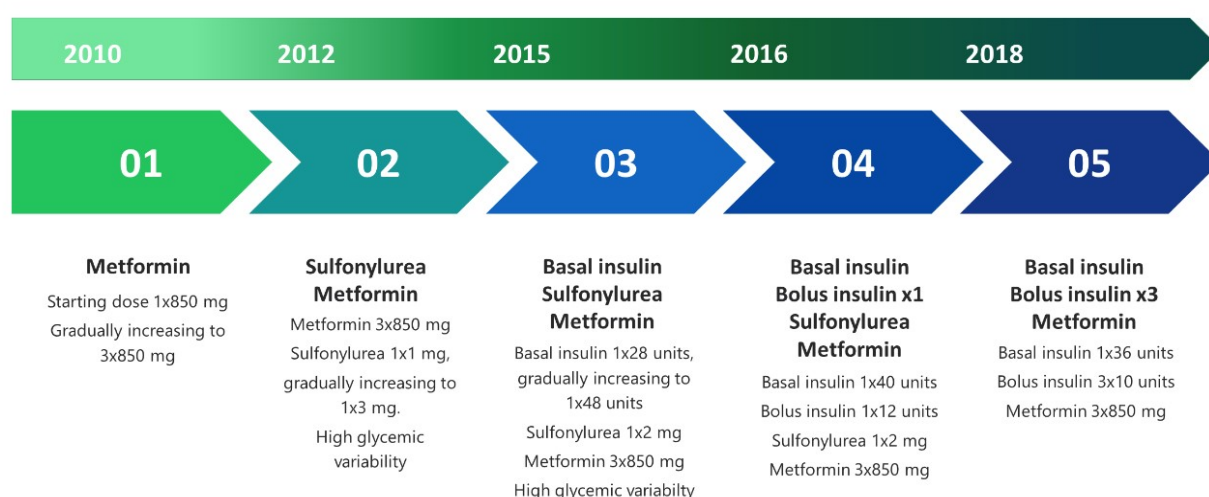 2010
2012
2015
2016
2018
01
02
03
04
05
Metformin
Starting dose 1x850 mg
Gradually increasing to
3x850 mg
Sulfonylurea
Metformin
Metformin 3x850 mg
Sulfonylurea 1x1 mg,
gradually increasing to
1x3 mg.
High glycemic
variability
Basal insulin
Sulfonylurea
Metformin
Basal insulin 1x28 units,
gradually increasing to
1x48 units
Sulfonylurea 1x2 mg
Metformin 3x850 mg
High glycemic variabilty
Basal insulin
Bolus insulin x1
Sulfonylurea
Metformin
Basal insulin 1x40 units
Bolus insulin 1x12 units
Sulfonylurea 1x2 mg
Metformin 3x850 mg
Basal insulin
Bolus insulin x3
Metformin
Basal insulin 1x36 units
Bolus insulin 3x10 units
Metformin 3x850 mg